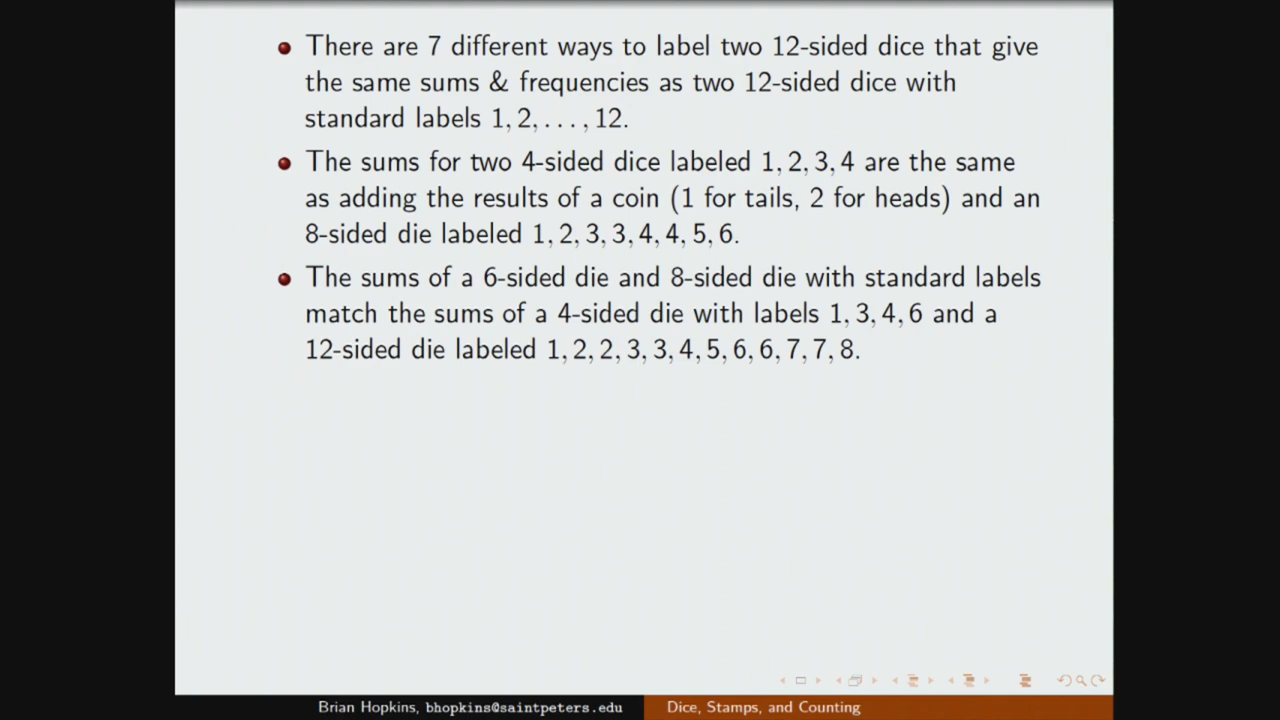 There are 7 different ways to label two 12-sided dice that give
the same sums & frequencies as two 12-sided dice with
standard labels 1, 2, . . . , 12.
The sums for two 4-sided dice labeled 1, 2, 3, 4 are the same
as adding the results of a coin (1 for tails, 2 for heads) and an
8-sided die labeled 1, 2, 3, 3, 4, 4, 5, 6.
The sums of a 6-sided die and 8-sided die with standard labels
match the sums of a 4-sided die with labels 1, 3, 4, 6 and a
12-sided die labeled 1, 2, 2, 3, 3, 4, 5, 6, 6, 7, 7, 8.
Brian Hopkins, bhopkins@saintpeters.edu
Dice, Stamps, and Counting